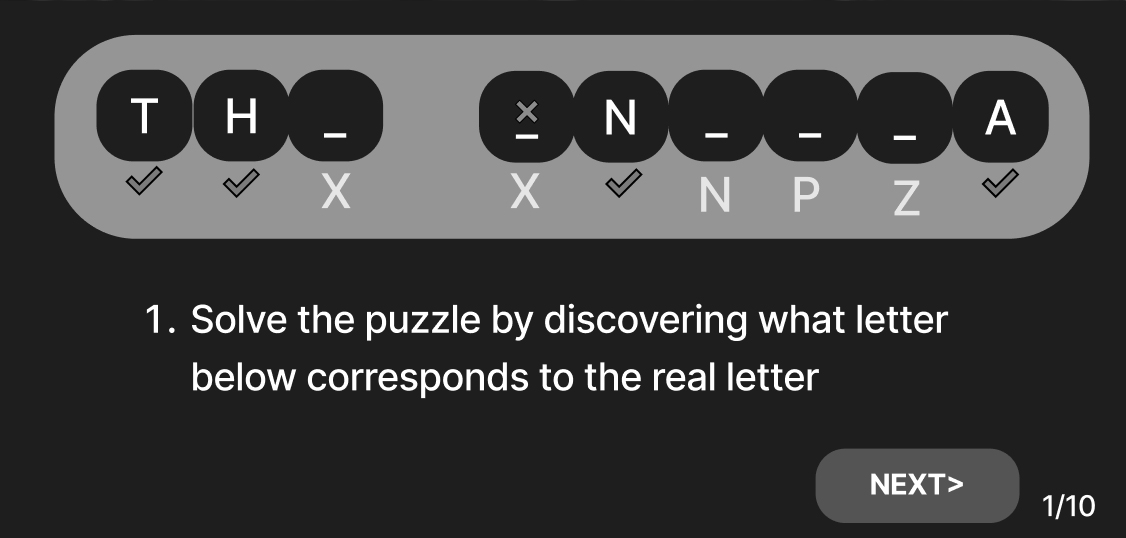 T H _ _ N _ _ _ A
X X N P Z
1. Solve the puzzle by discovering what letter
below corresponds to the real letter
NEXT>
1/10